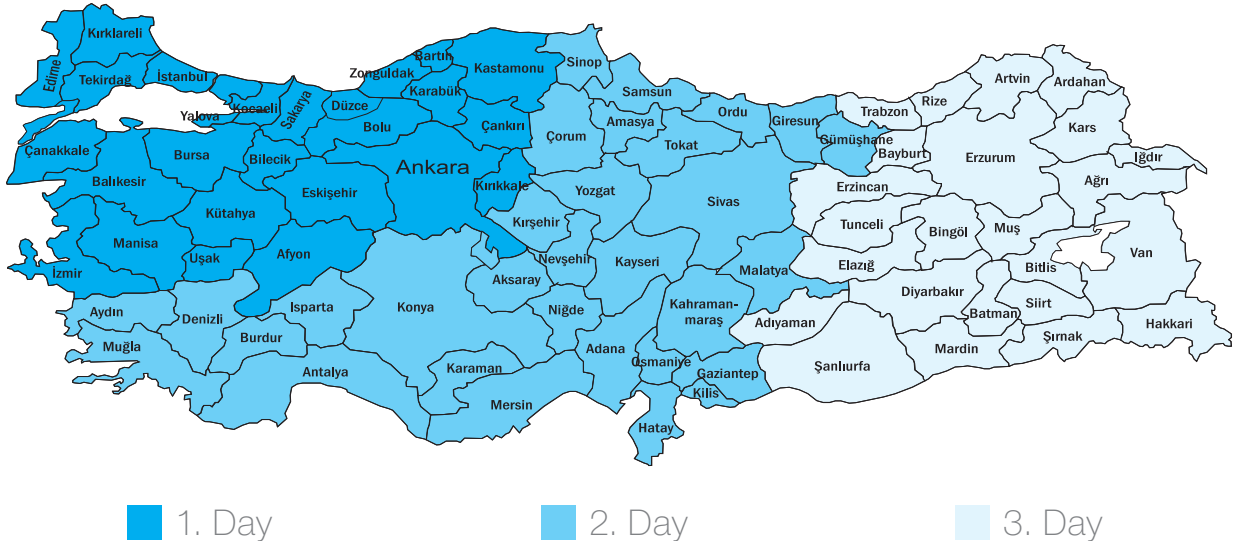 Kırklareli
Edirne
Tekirdağ
İstanbul
Yalova
Kocaeli
Sakarya
Zonguldak
Bartın
Kastamonu
Karabük
Düzce
Bolu
Çankırı
Sinop
Samsun
Ordu
Giresun
Trabzon
Rize
Artvin
Ardahan
Çanakkale
Bursa
Bilecik
Ankara
Çorum
Amasya
Tokat
Gümüşhane
Bayburt
Erzurum
Kars
Iğdır
Balıkesir
Kütahya
Eskişehir
Kırıkkale
Yozgat
Sivas
Erzincan
Ağrı
Manisa
Uşak
Afyon
Kırşehir
Nevşehir
Kayseri
Malatya
Tunceli
Bingöl
Muş
Van
İzmir
Aksaray
Elazığ
Bitlis
Aydın
Denizli
Isparta
Konya
Niğde
Kahraman-
maraş
Adıyaman
Diyarbakır
Batman
Siirt
Muğla
Burdur
Antalya
Karaman
Mersin
Adana
Osmaniye
Gaziantep
Kilis
Hatay
Şanlıurfa
Mardin
Şırnak
Hakkari
1. Day
2. Day
3. Day